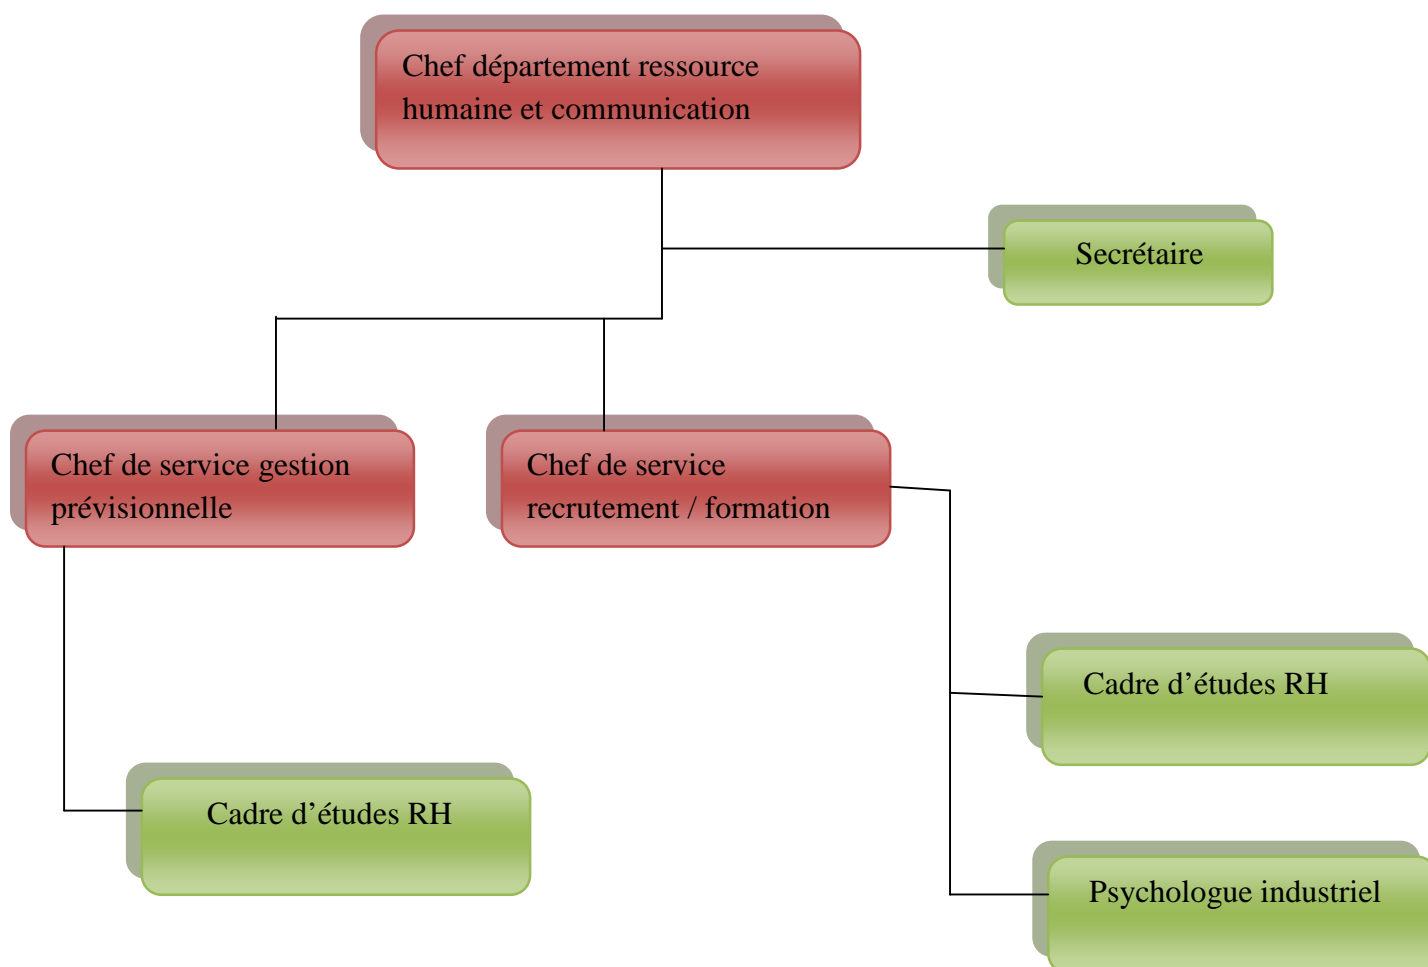 Chef département ressource
humaine et communication
Secrétaire
Chef de service gestion
prévisionnelle
Chef de service
recrutement / formation
Cadre d’études RH
Cadre d’études RH
Psychologue industriel